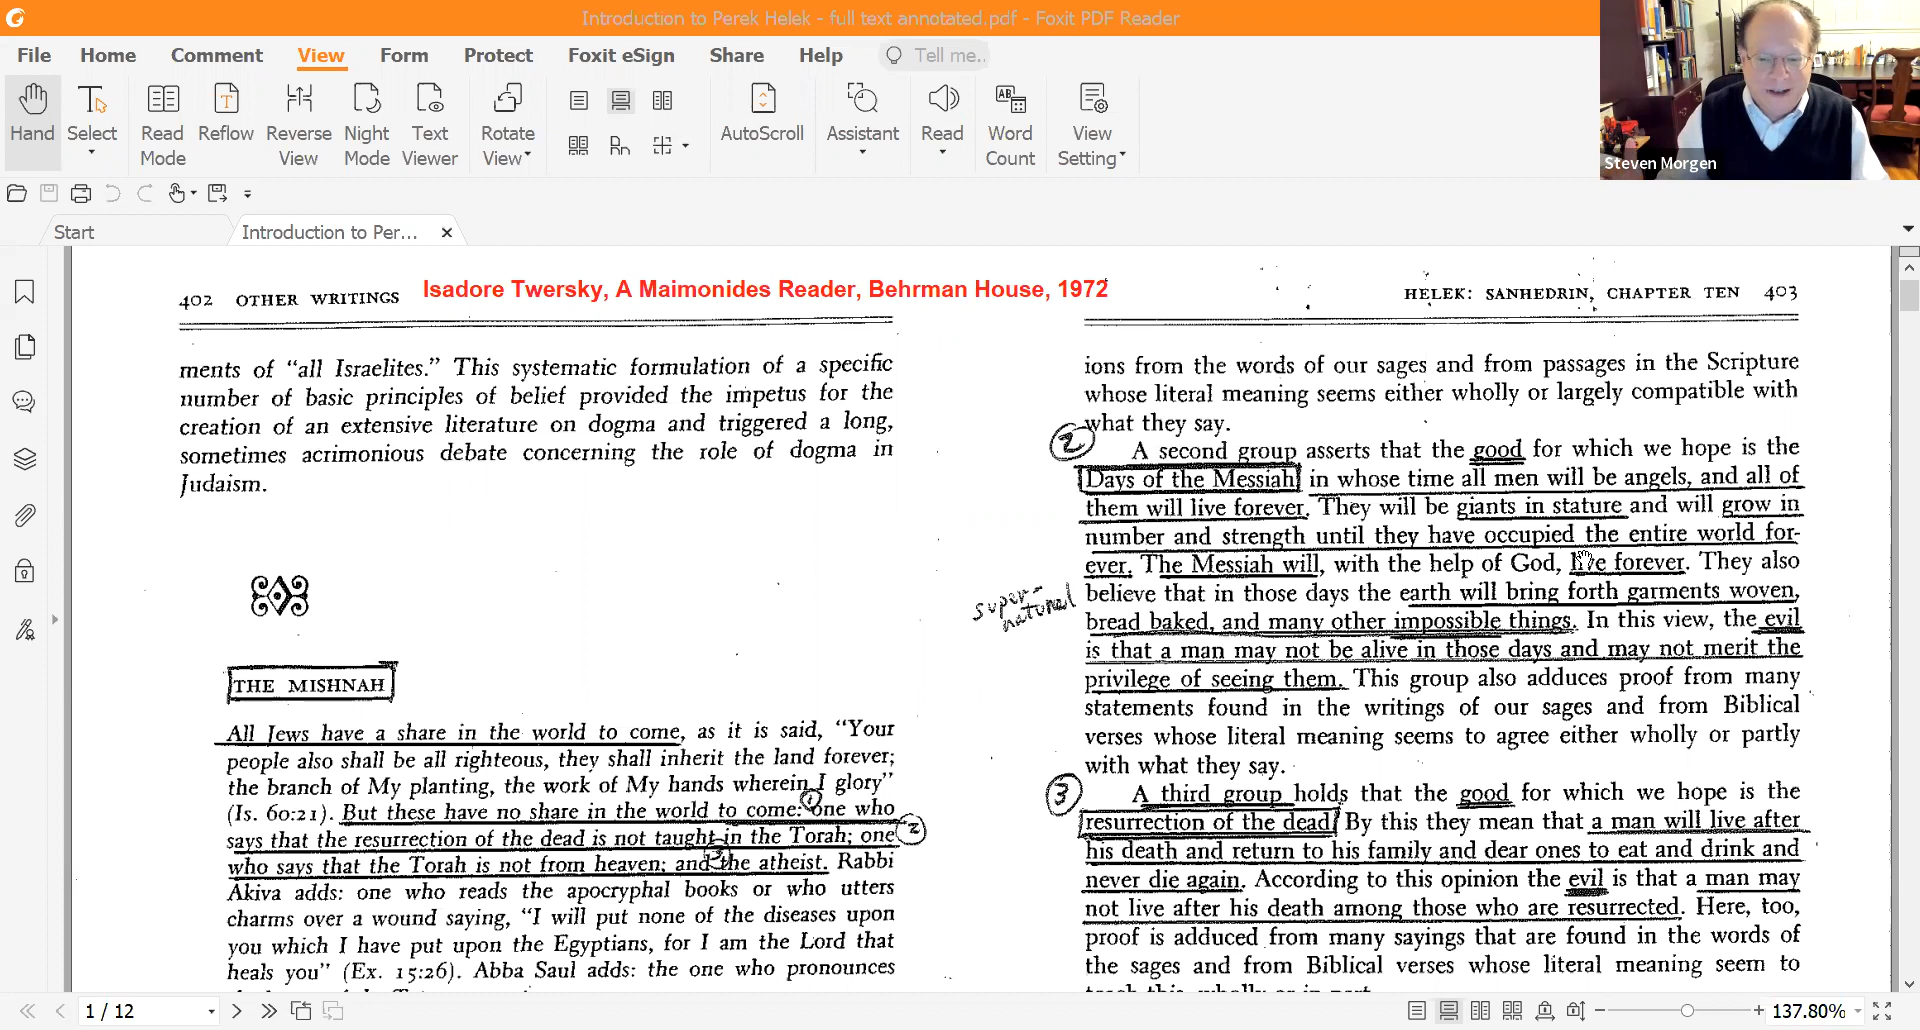 Introduction to Perek Helek - full text annotated.pdf - Foxit PDF Reader
File Home Comment View Form Protect Foxit eSign Share Help Tell me..
Hand Select Read Mode Reflow Reverse View Night Mode Text Viewer Rotate View AutoScroll Assistant Read Word Count View Setting
Steven Morgen
Start Introduction to Per...
402 OTHER WRITINGS
Isadore Twersky, A Maimonides Reader, Behrman House, 1972
ments of "all Israelites." This systematic formulation of a specific
number of basic principles of belief provided the impetus for the
creation of an extensive literature on dogma and triggered a long,
sometimes acrimonious debate concerning the role of dogma in
Judaism.
THE MISHNAH
All Jews have a share in the world to come, as it is said, "Your
people also shall be all righteous, they shall inherit the land forever;
the branch of My planting, the work of My hands wherein I glory"
(Is. 60:21). But these have no share in the world to come: one who
says that the resurrection of the dead is not taught in the Torah; one
who says that the Torah is not from heaven; and the atheist. Rabbi
Akiva adds: one who reads the apocryphal books or who utters
charms over a wound saying, "I will put none of the diseases upon
you which I have put upon the Egyptians, for I am the Lord that
heals you" (Ex. 15:26). Abba Saul adds: the one who pronounces
HELEK: SANHEDRIN, CHAPTER TEN 403
ions from the words of our sages and from passages in the Scripture
whose literal meaning seems either wholly or largely compatible with
what they say.
2
A second group asserts that the good for which we hope is the
Days of the Messiah in whose time all men will be angels, and all of
them will live forever. They will be giants in stature and will grow in
number and strength until they have occupied the entire world for-
ever. The Messiah will, with the help of God, live forever. They also
believe that in those days the earth will bring forth garments woven,
bread baked, and many other impossible things. In this view, the evil
is that a man may not be alive in those days and may not merit the
privilege of seeing them. This group also adduces proof from many
statements found in the writings of our sages and from Biblical
verses whose literal meaning seems to agree either wholly or partly
with what they say.
super-
natural
3
A third group holds that the good for which we hope is the
resurrection of the dead. By this they mean that a man will live after
his death and return to his family and dear ones to eat and drink and
never die again. According to this opinion the evil is that a man may
not live after his death among those who are resurrected. Here, too,
proof is adduced from many sayings that are found in the words of
the sages and from Biblical verses whose literal meaning seem to
teach this, wholly or in part.
1 / 12
137.80%